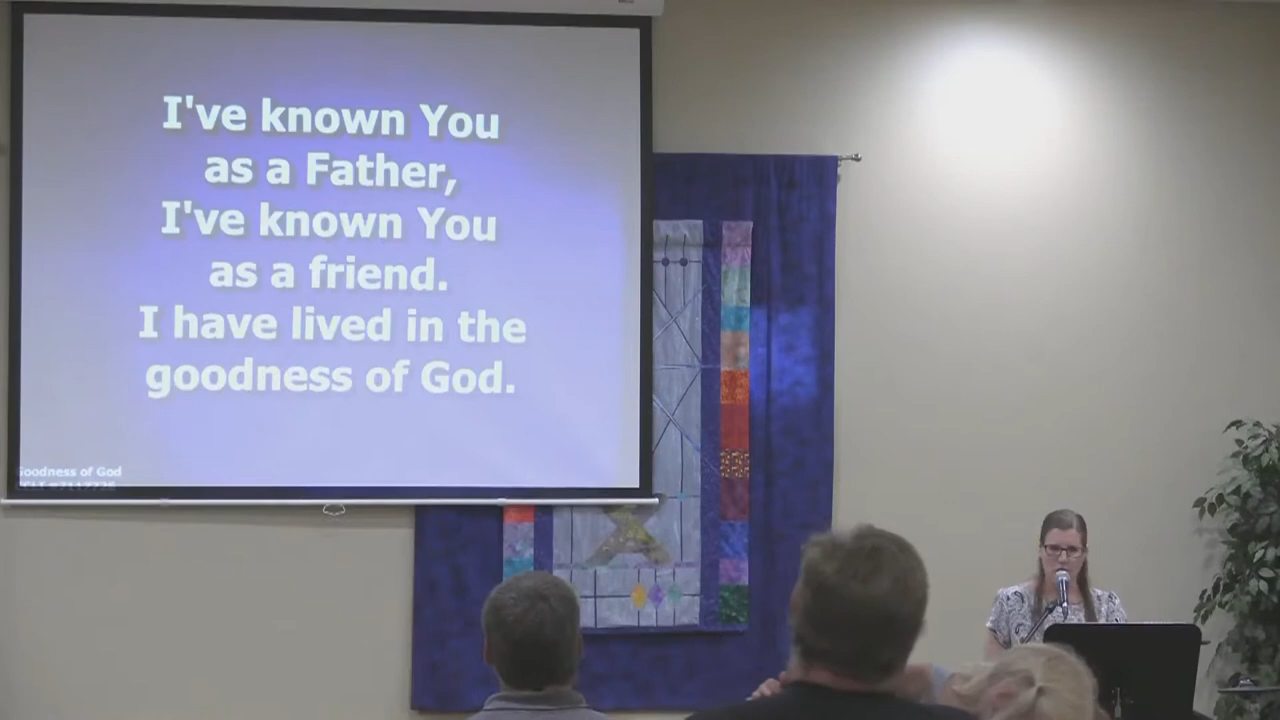 I've known You
as a Father,
I've known You
as a friend.
I have lived in the
goodness of God.
Goodness of God